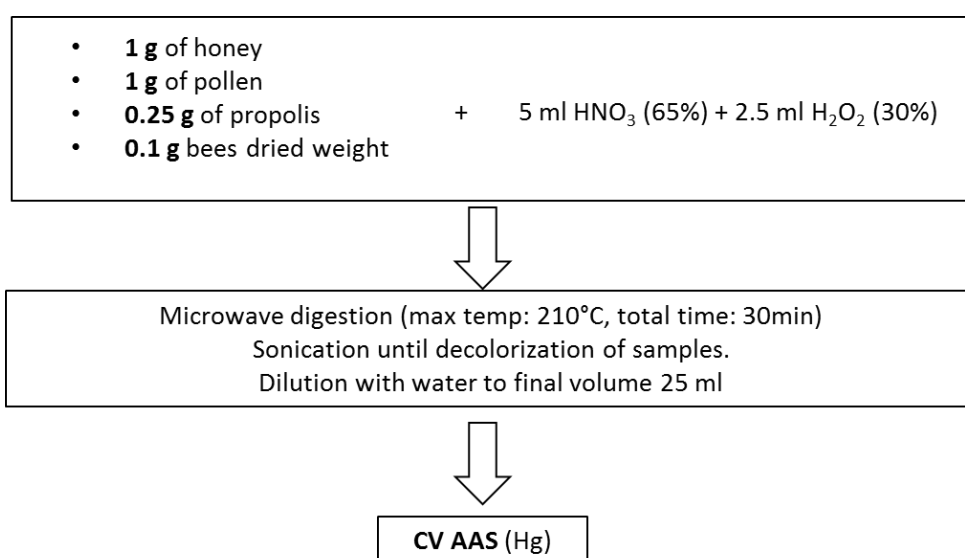 • 1 g of honey
• 1 g of pollen
• 0.25 g of propolis + 5 ml HNO₃ (65%) + 2.5 ml H₂O₂ (30%)
• 0.1 g bees dried weight
Microwave digestion (max temp: 210°C, total time: 30min)
Sonication until decolorization of samples.
Dilution with water to final volume 25 ml
CV AAS (Hg)